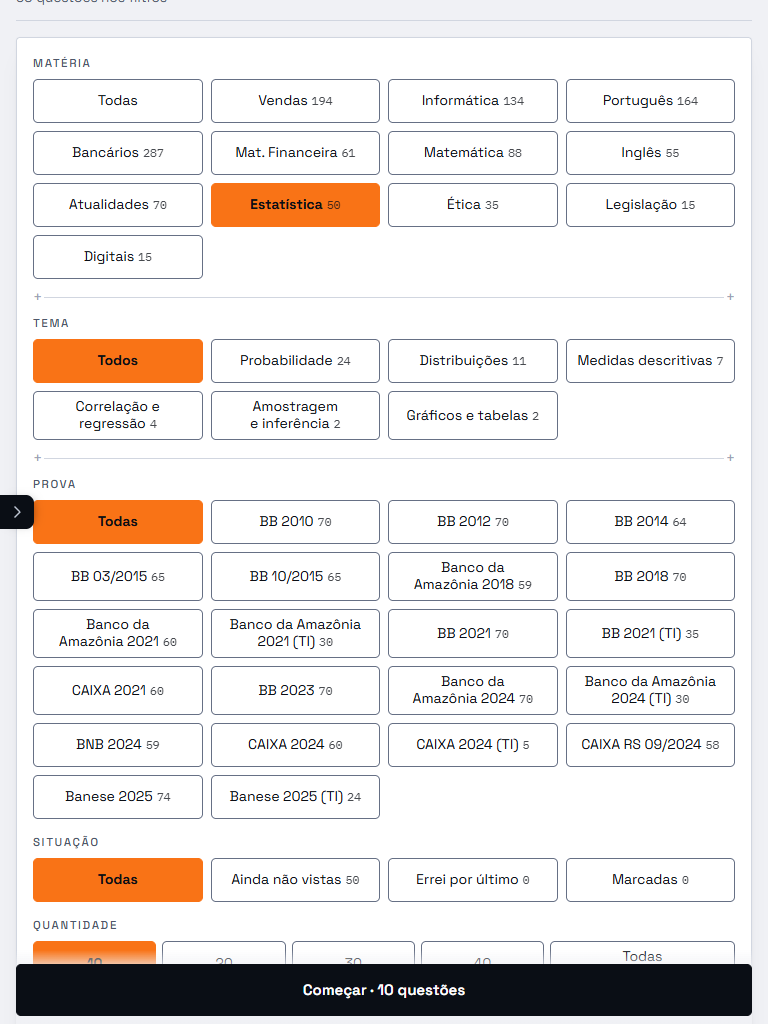 MATÉRIA
Todas
Vendas 194
Informática 134
Português 164
Bancários 287
Mat. Financeira 61
Matemática 88
Inglês 55
Atualidades 70
Estatística 50
Ética 35
Legislação 15
Digitais 15
TEMA
Todos
Probabilidade 24
Distribuições 11
Medidas descritivas 7
Correlação e
regressão 4
Amostragem
e inferência 2
Gráficos e tabelas 2
PROVA
Todas
BB 2010 70
BB 2012 70
BB 2014 64
BB 03/2015 65
BB 10/2015 65
Banco da
Amazônia 2018 59
BB 2018 70
Banco da
Amazônia 2021 60
Banco da Amazônia
2021 (TI) 30
BB 2021 70
BB 2021 (TI) 35
CAIXA 2021 60
BB 2023 70
Banco da
Amazônia 2024 70
Banco da Amazônia
2024 (TI) 30
BNB 2024 59
CAIXA 2024 60
CAIXA 2024 (TI) 5
CAIXA RS 09/2024 58
Banese 2025 74
Banese 2025 (TI) 24
SITUAÇÃO
Todas
Ainda não vistas 50
Errei por último 0
Marcadas 0
QUANTIDADE
10
20
30
40
Todas
Começar · 10 questões